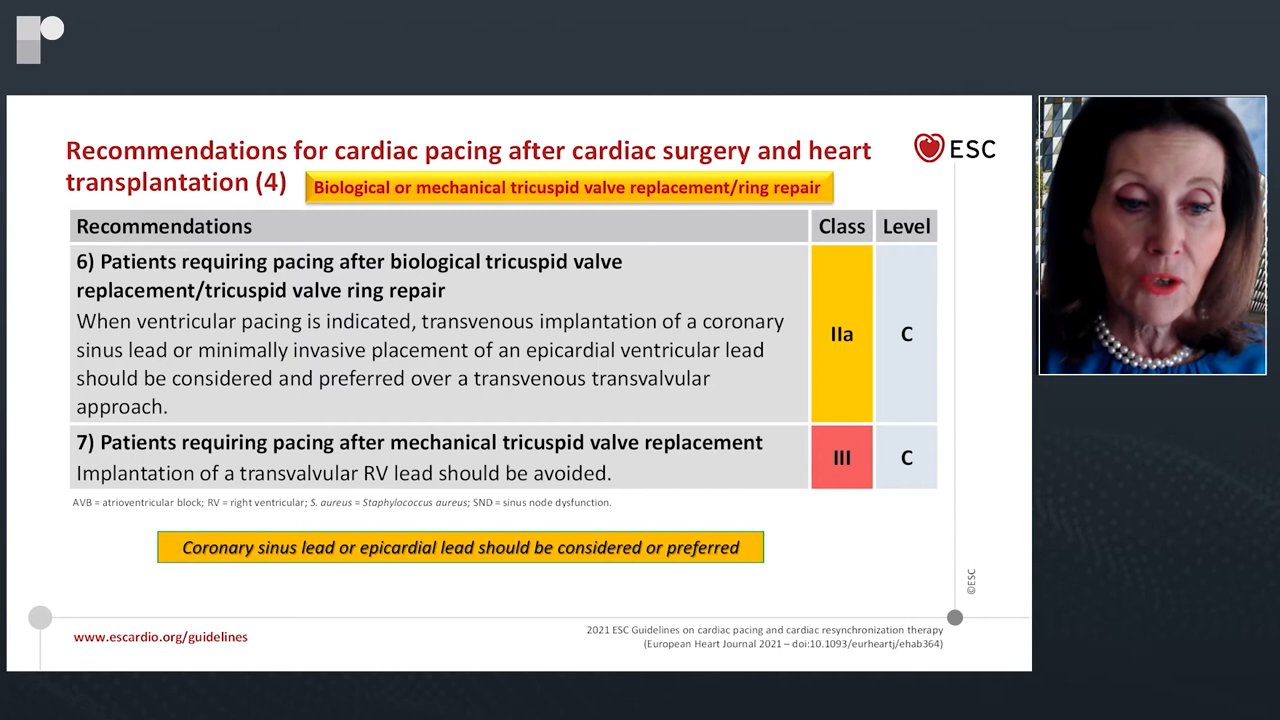 Recommendations for cardiac pacing after cardiac surgery and heart
transplantation (4)
Biological or mechanical tricuspid valve replacement/ring repair
ESC
Recommendations
Class
Level
6) Patients requiring pacing after biological tricuspid valve
replacement/tricuspid valve ring repair
When ventricular pacing is indicated, transvenous implantation of a coronary
sinus lead or minimally invasive placement of an epicardial ventricular lead
should be considered and preferred over a transvenous transvalvular
approach.
IIa
C
7) Patients requiring pacing after mechanical tricuspid valve replacement
Implantation of a transvalvular RV lead should be avoided.
III
C
AVB = atrioventricular block; RV = right ventricular; S. aureus = Staphylococcus aureus; SND = sinus node dysfunction.
Coronary sinus lead or epicardial lead should be considered or preferred
©ESC
www.escardio.org/guidelines
2021 ESC Guidelines on cardiac pacing and cardiac resynchronization therapy
(European Heart Journal 2021 – doi:10.1093/eurheartj/ehab364)